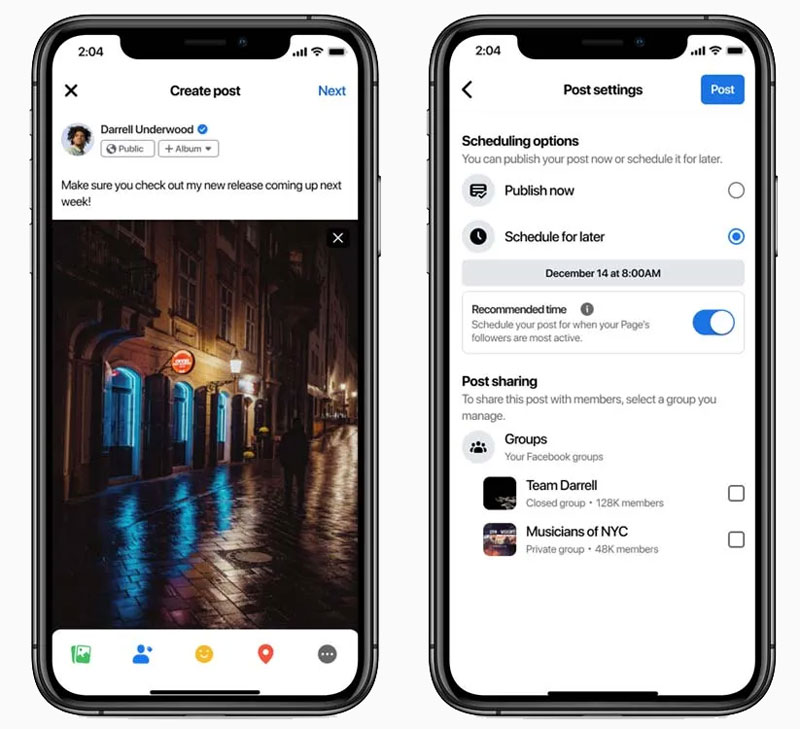 2:04
Create post
Next
Darrell Underwood
Public
+ Album
Make sure you check out my new release coming up next
week!
2:04
Post settings
Post
Scheduling options
You can publish your post now or schedule it for later.
Publish now
Schedule for later
December 14 at 8:00AM
Recommended time
Schedule your post for when your Page's
followers are most active.
Post sharing
To share this post with members, select a group you
manage.
Groups
Your Facebook groups
Team Darrell
Closed group • 128K members
Musicians of NYC
Private group • 48K members